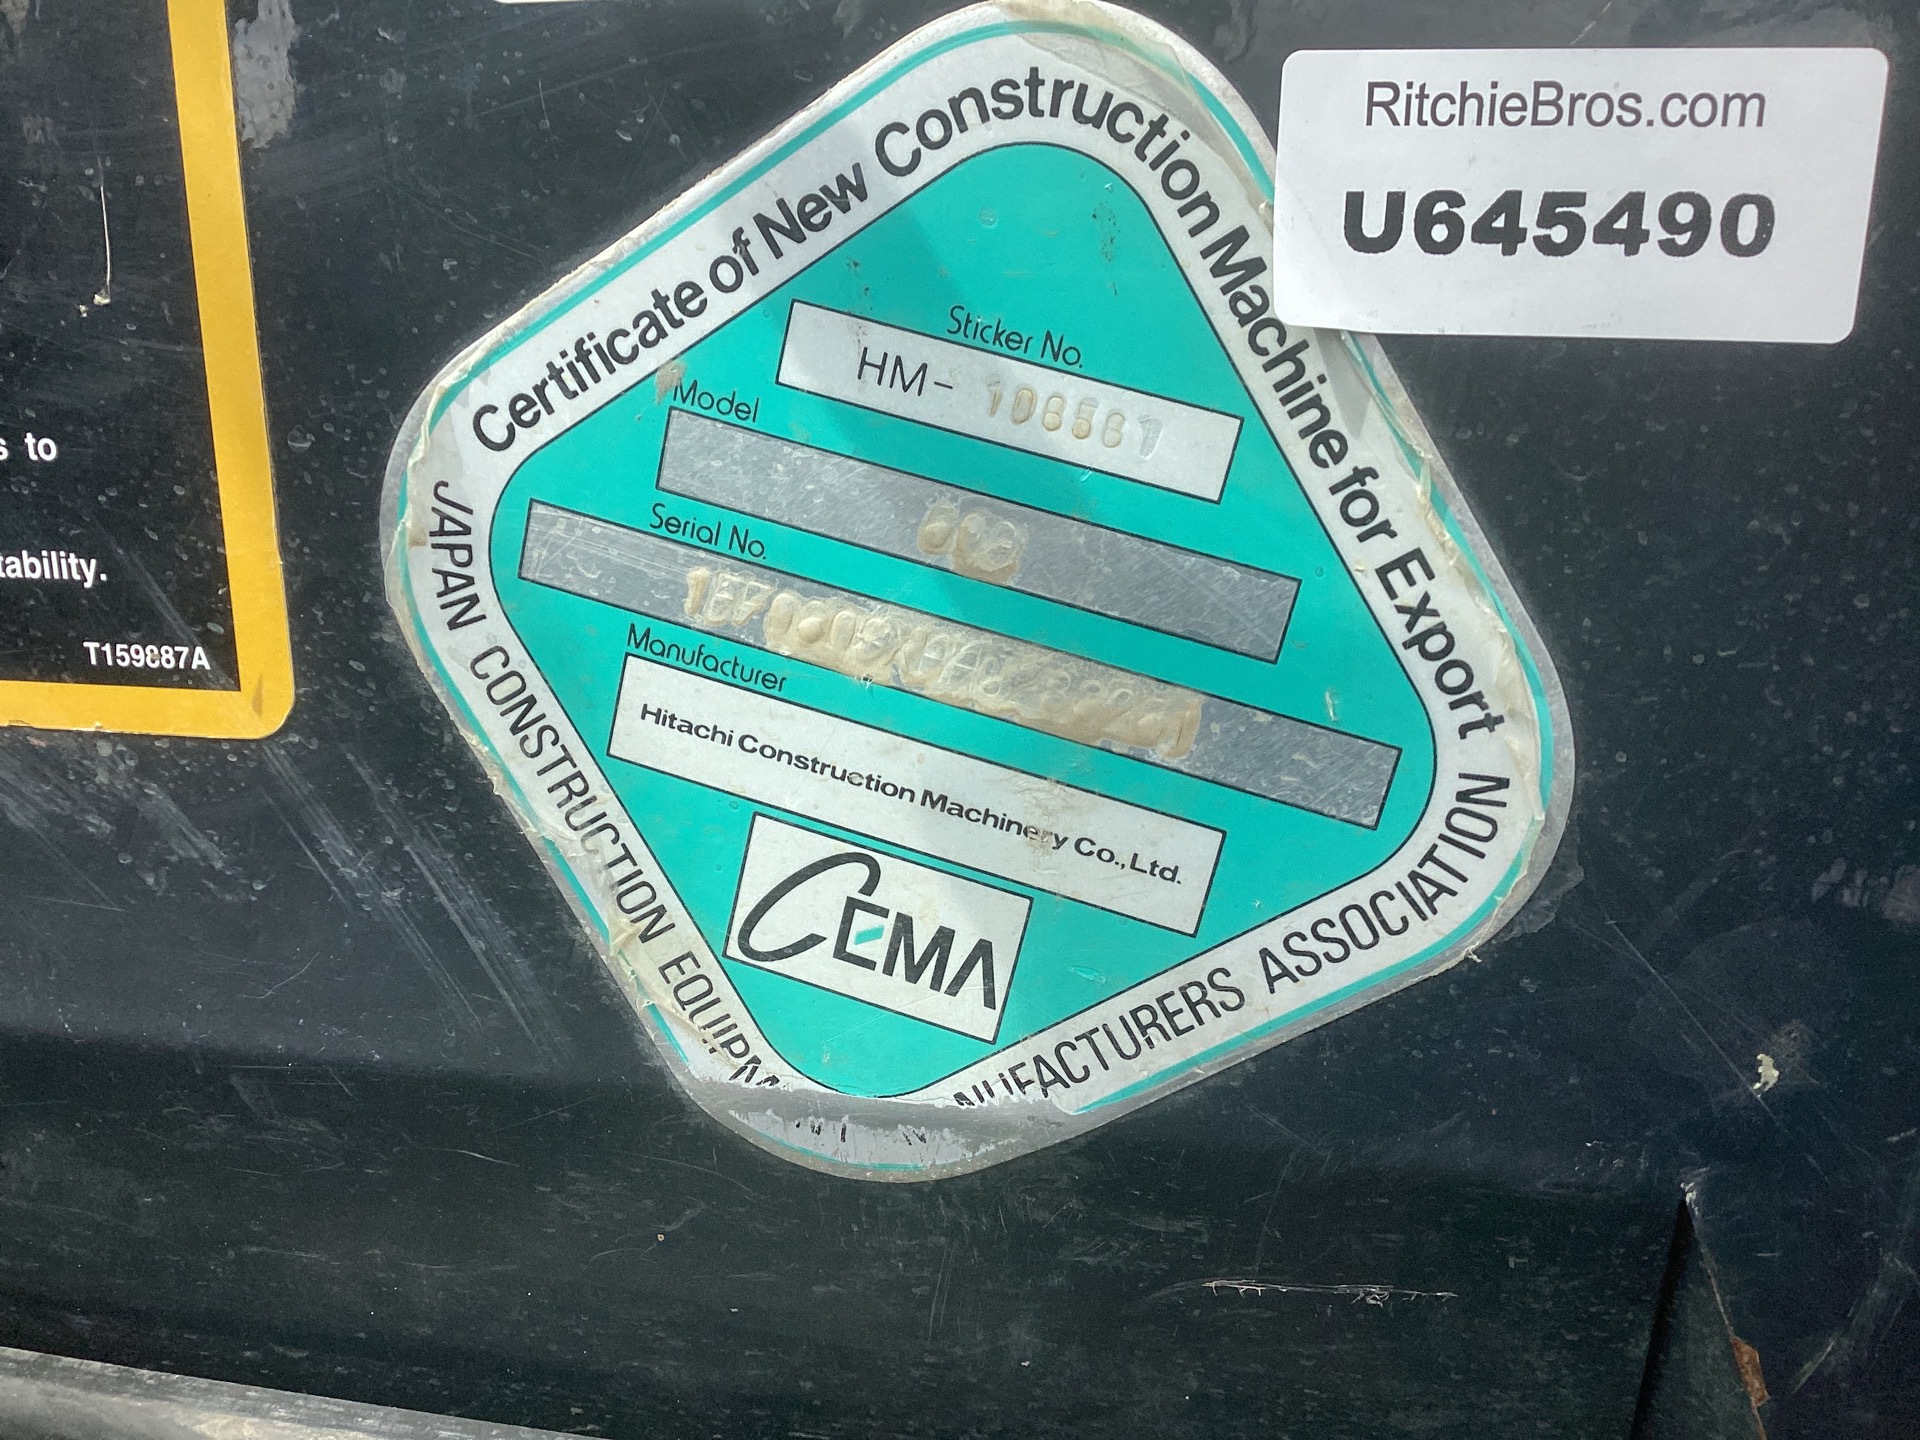 RitchieBros.com
U645490
Certificate of New Construction Machine for Export
Sticker No.
HM-
Model
Serial No.
Manufacturer
Hitachi Construction Machinery Co., Ltd.
CEMA
JAPAN CONSTRUCTION
MANUFACTURERS ASSOCIATION
to
T159887A